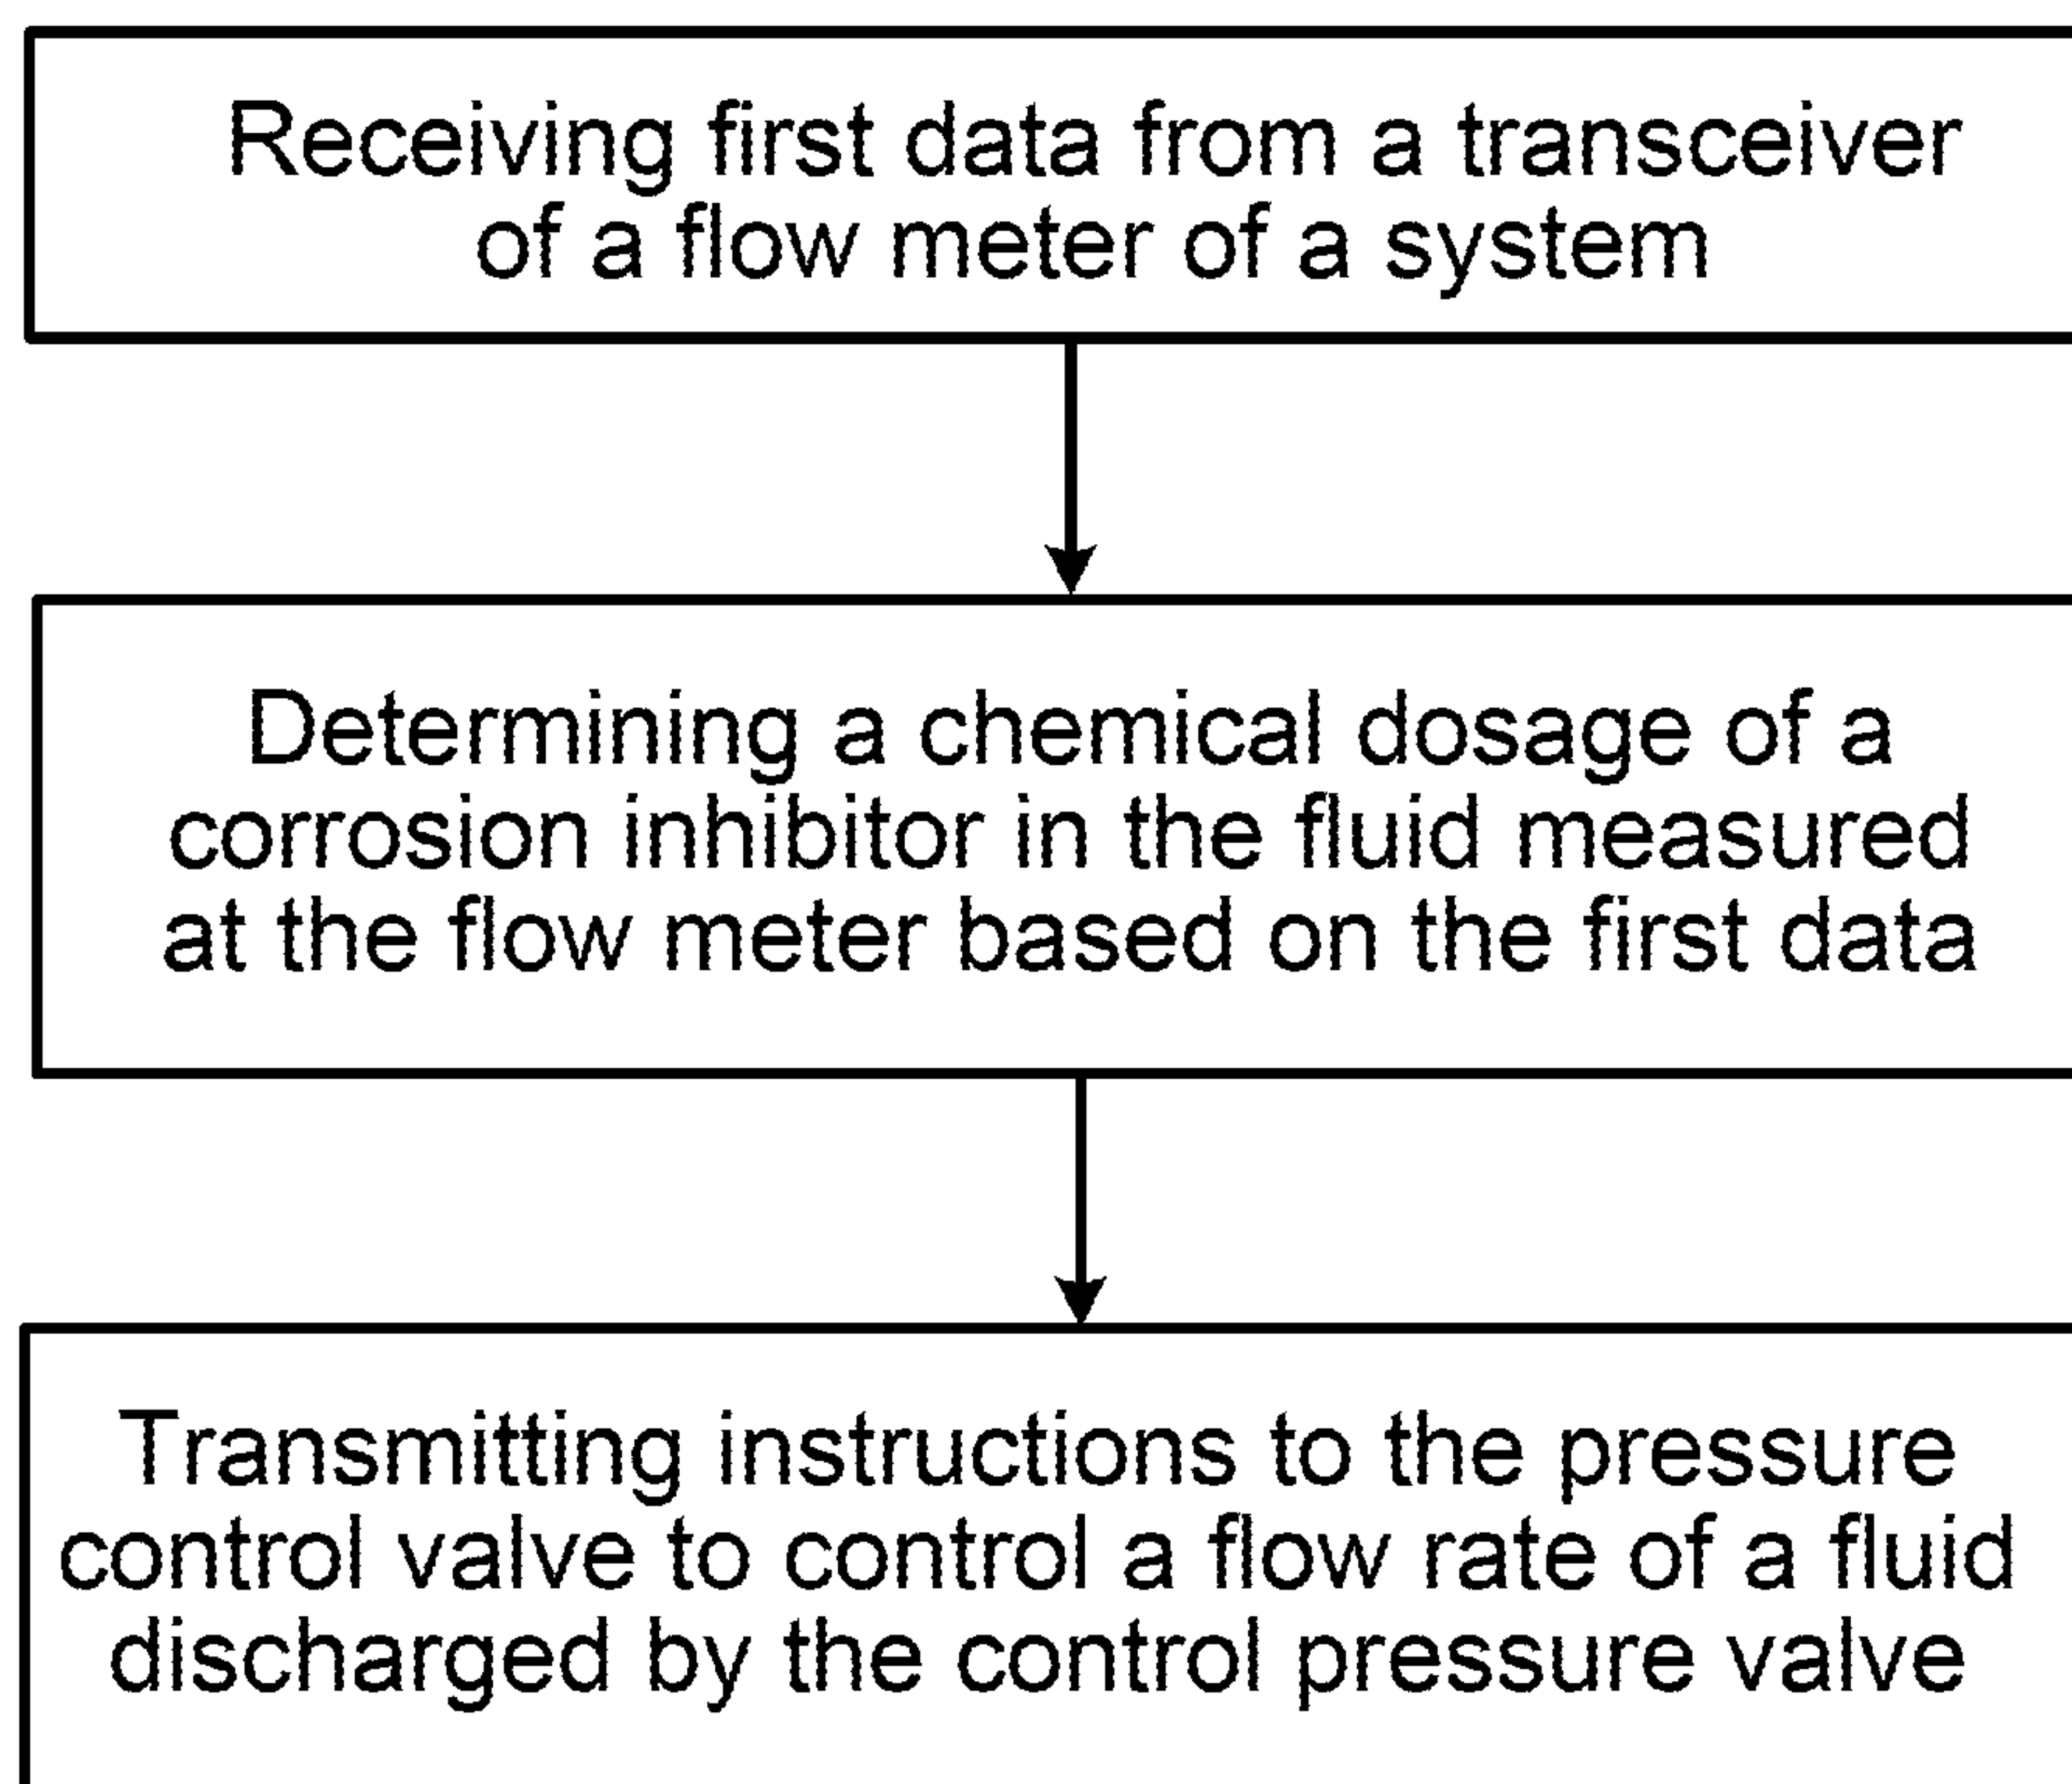 Receiving first data from a transceiver
of a flow meter of a system
Determining a chemical dosage of a
corrosion inhibitor in the fluid measured
at the flow meter based on the first data
Transmitting instructions to the pressure
control valve to control a flow rate of a fluid
discharged by the control pressure valve